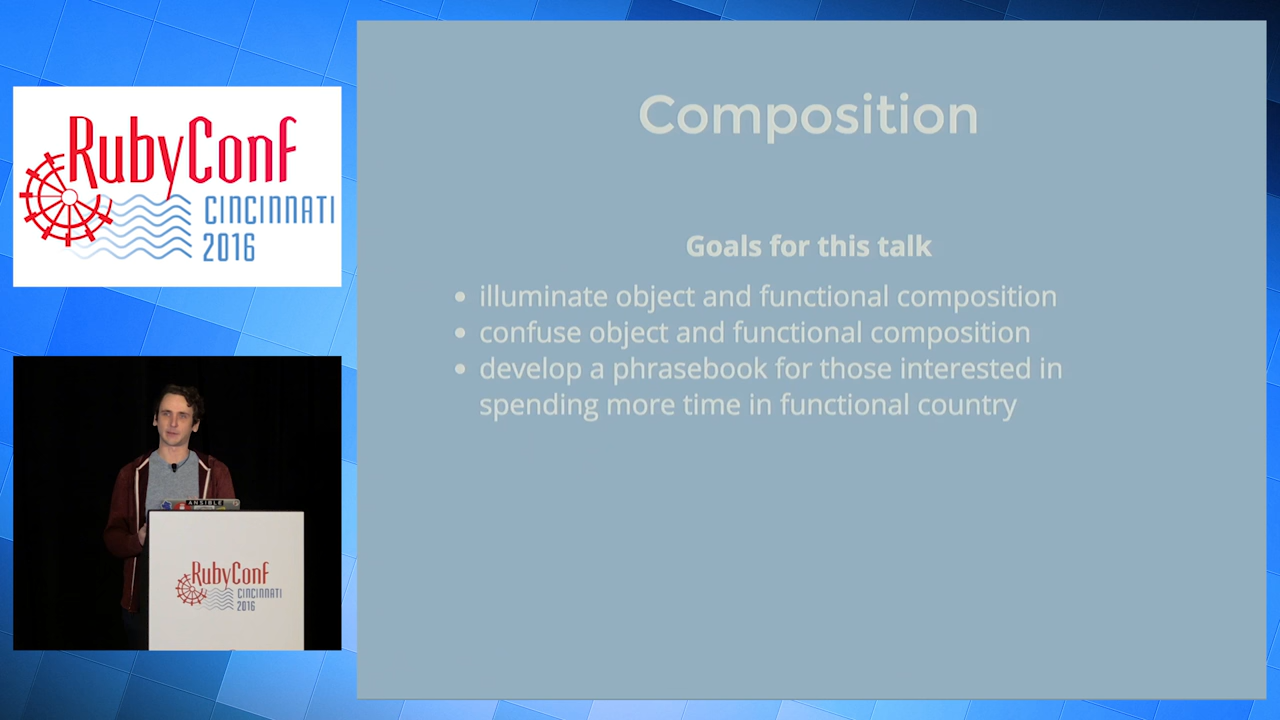 RubyConf
CINCINNATI
2016
Composition
Goals for this talk
• illuminate object and functional composition
• confuse object and functional composition
• develop a phrasebook for those interested in
spending more time in functional country
ANSIBLE
RubyConf
CINCINNATI
2016